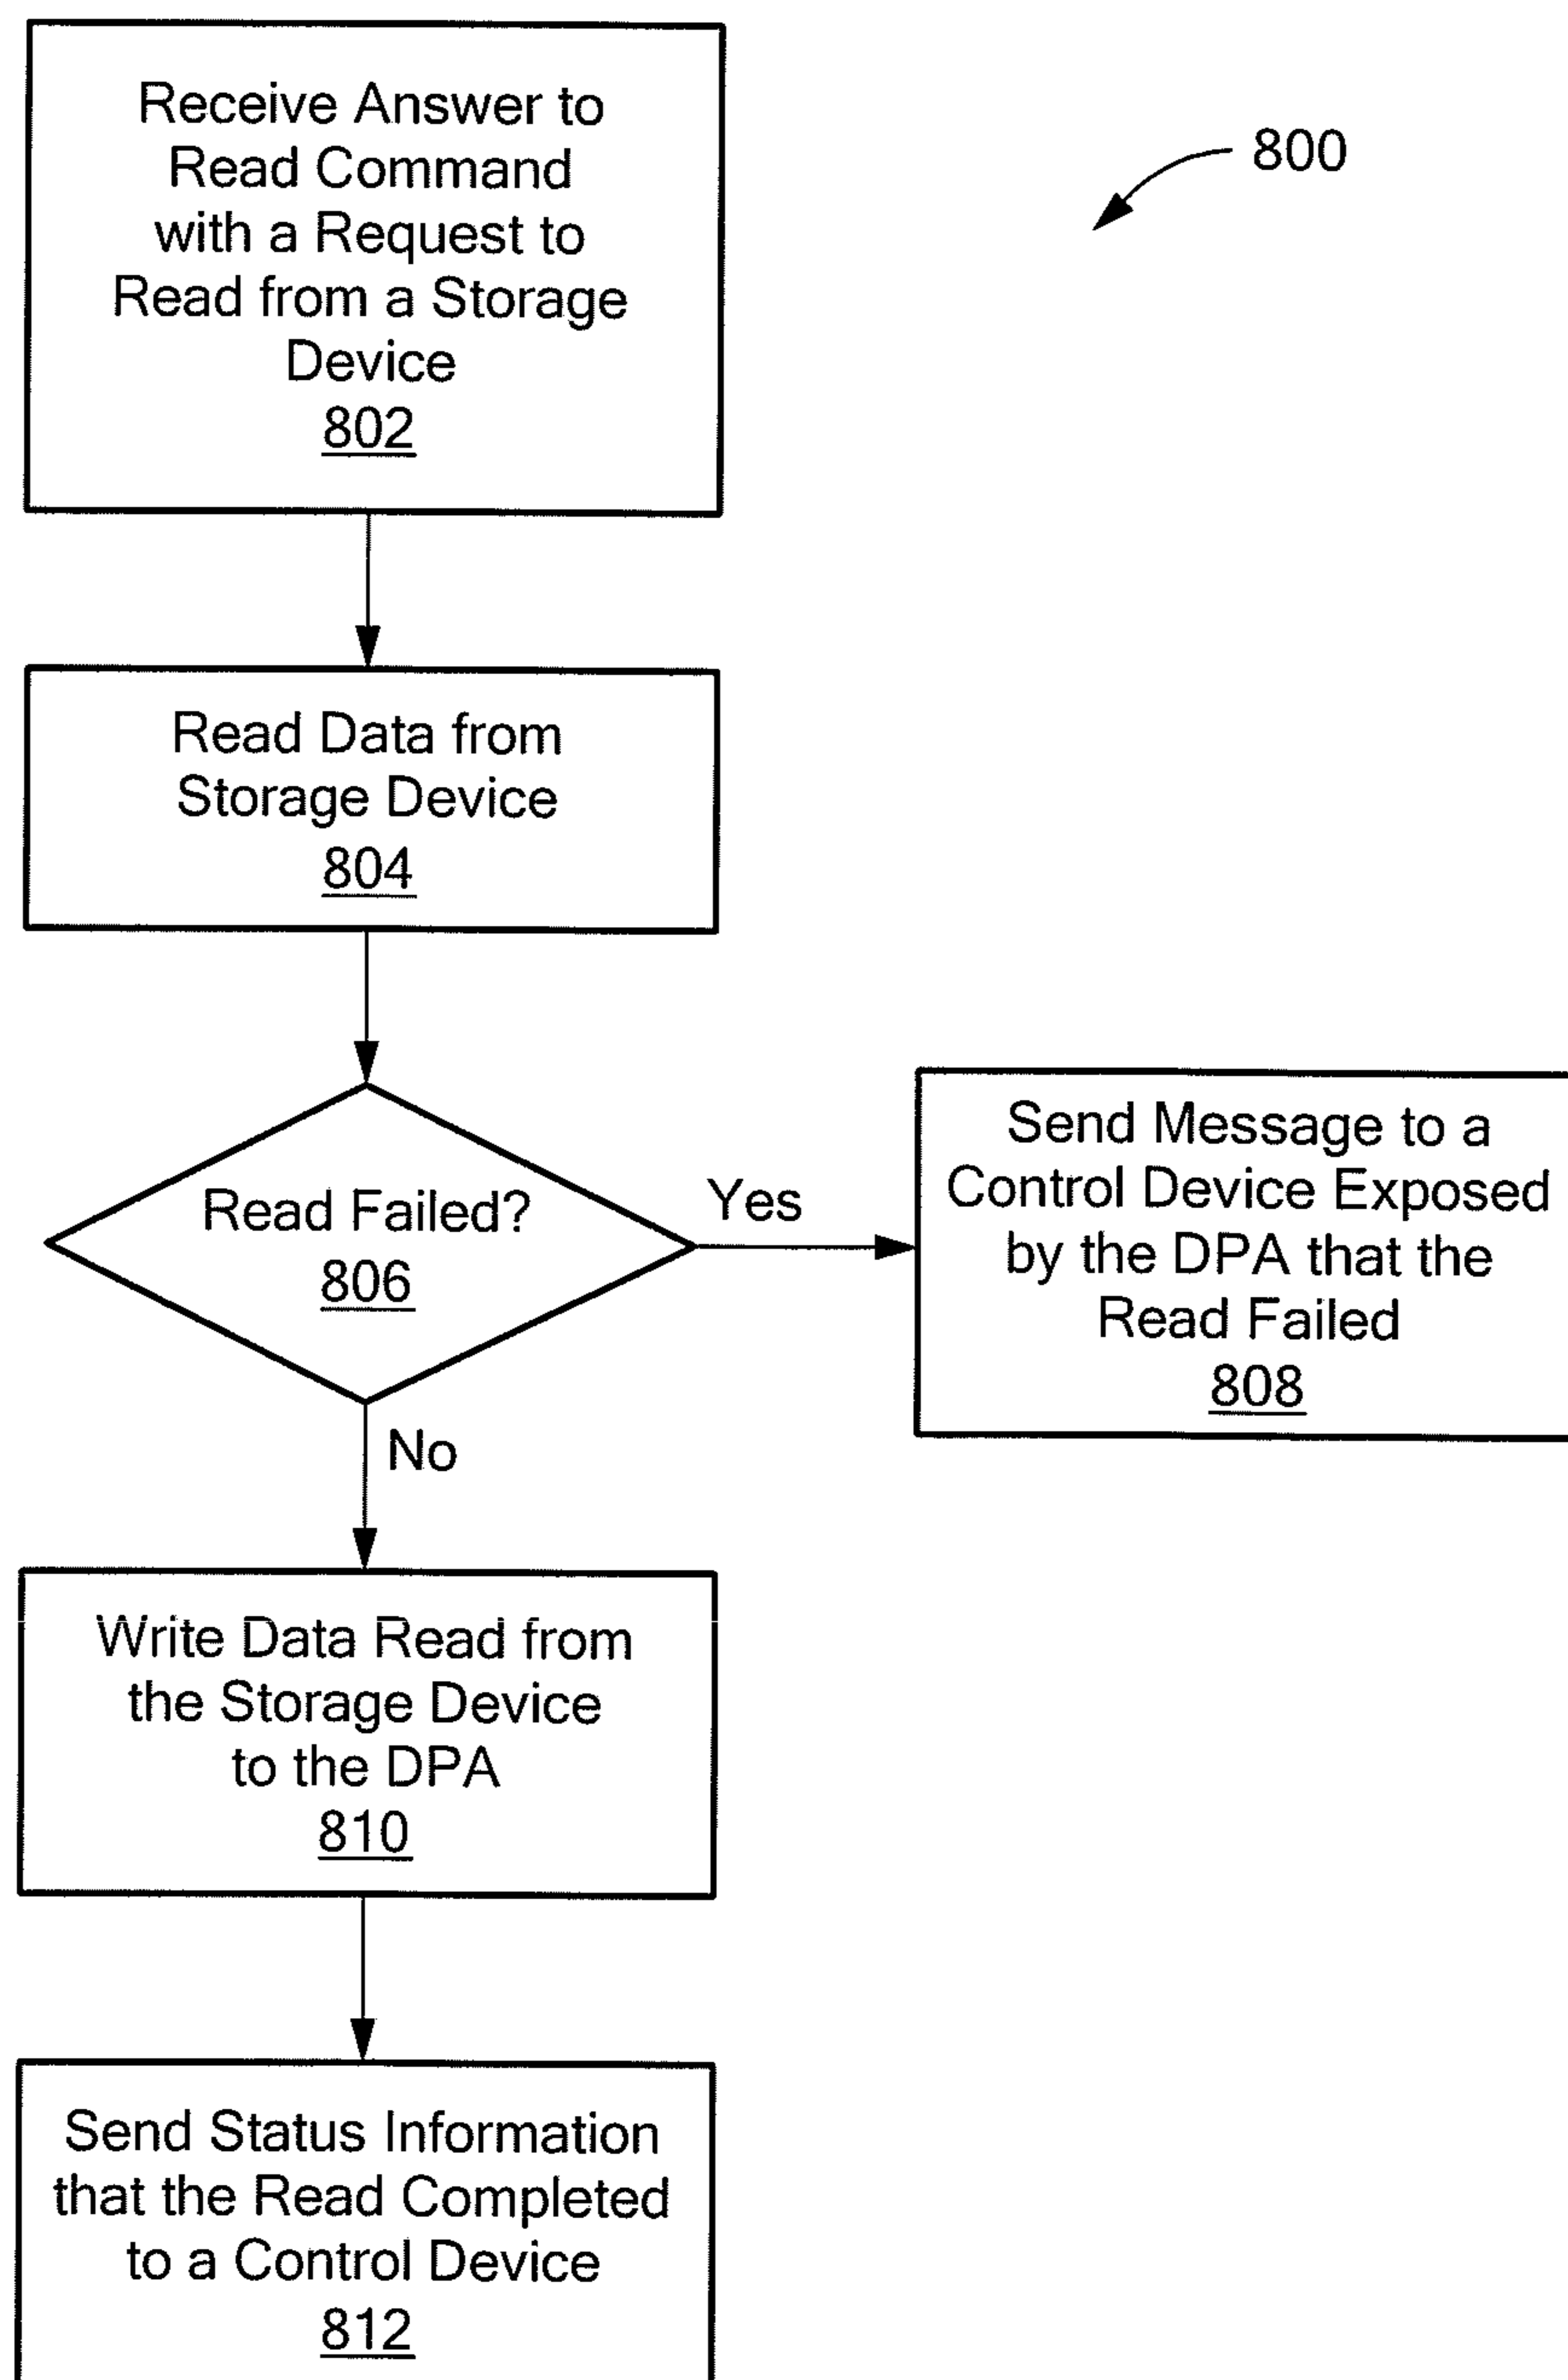 Receive Answer to
Read Command
with a Request to
Read from a Storage
Device
802
800
Read Data from
Storage Device
804
Read Failed?
806
Yes
Send Message to a
Control Device Exposed
by the DPA that the
Read Failed
808
No
Write Data Read from
the Storage Device
to the DPA
810
Send Status Information
that the Read Completed
to a Control Device
812